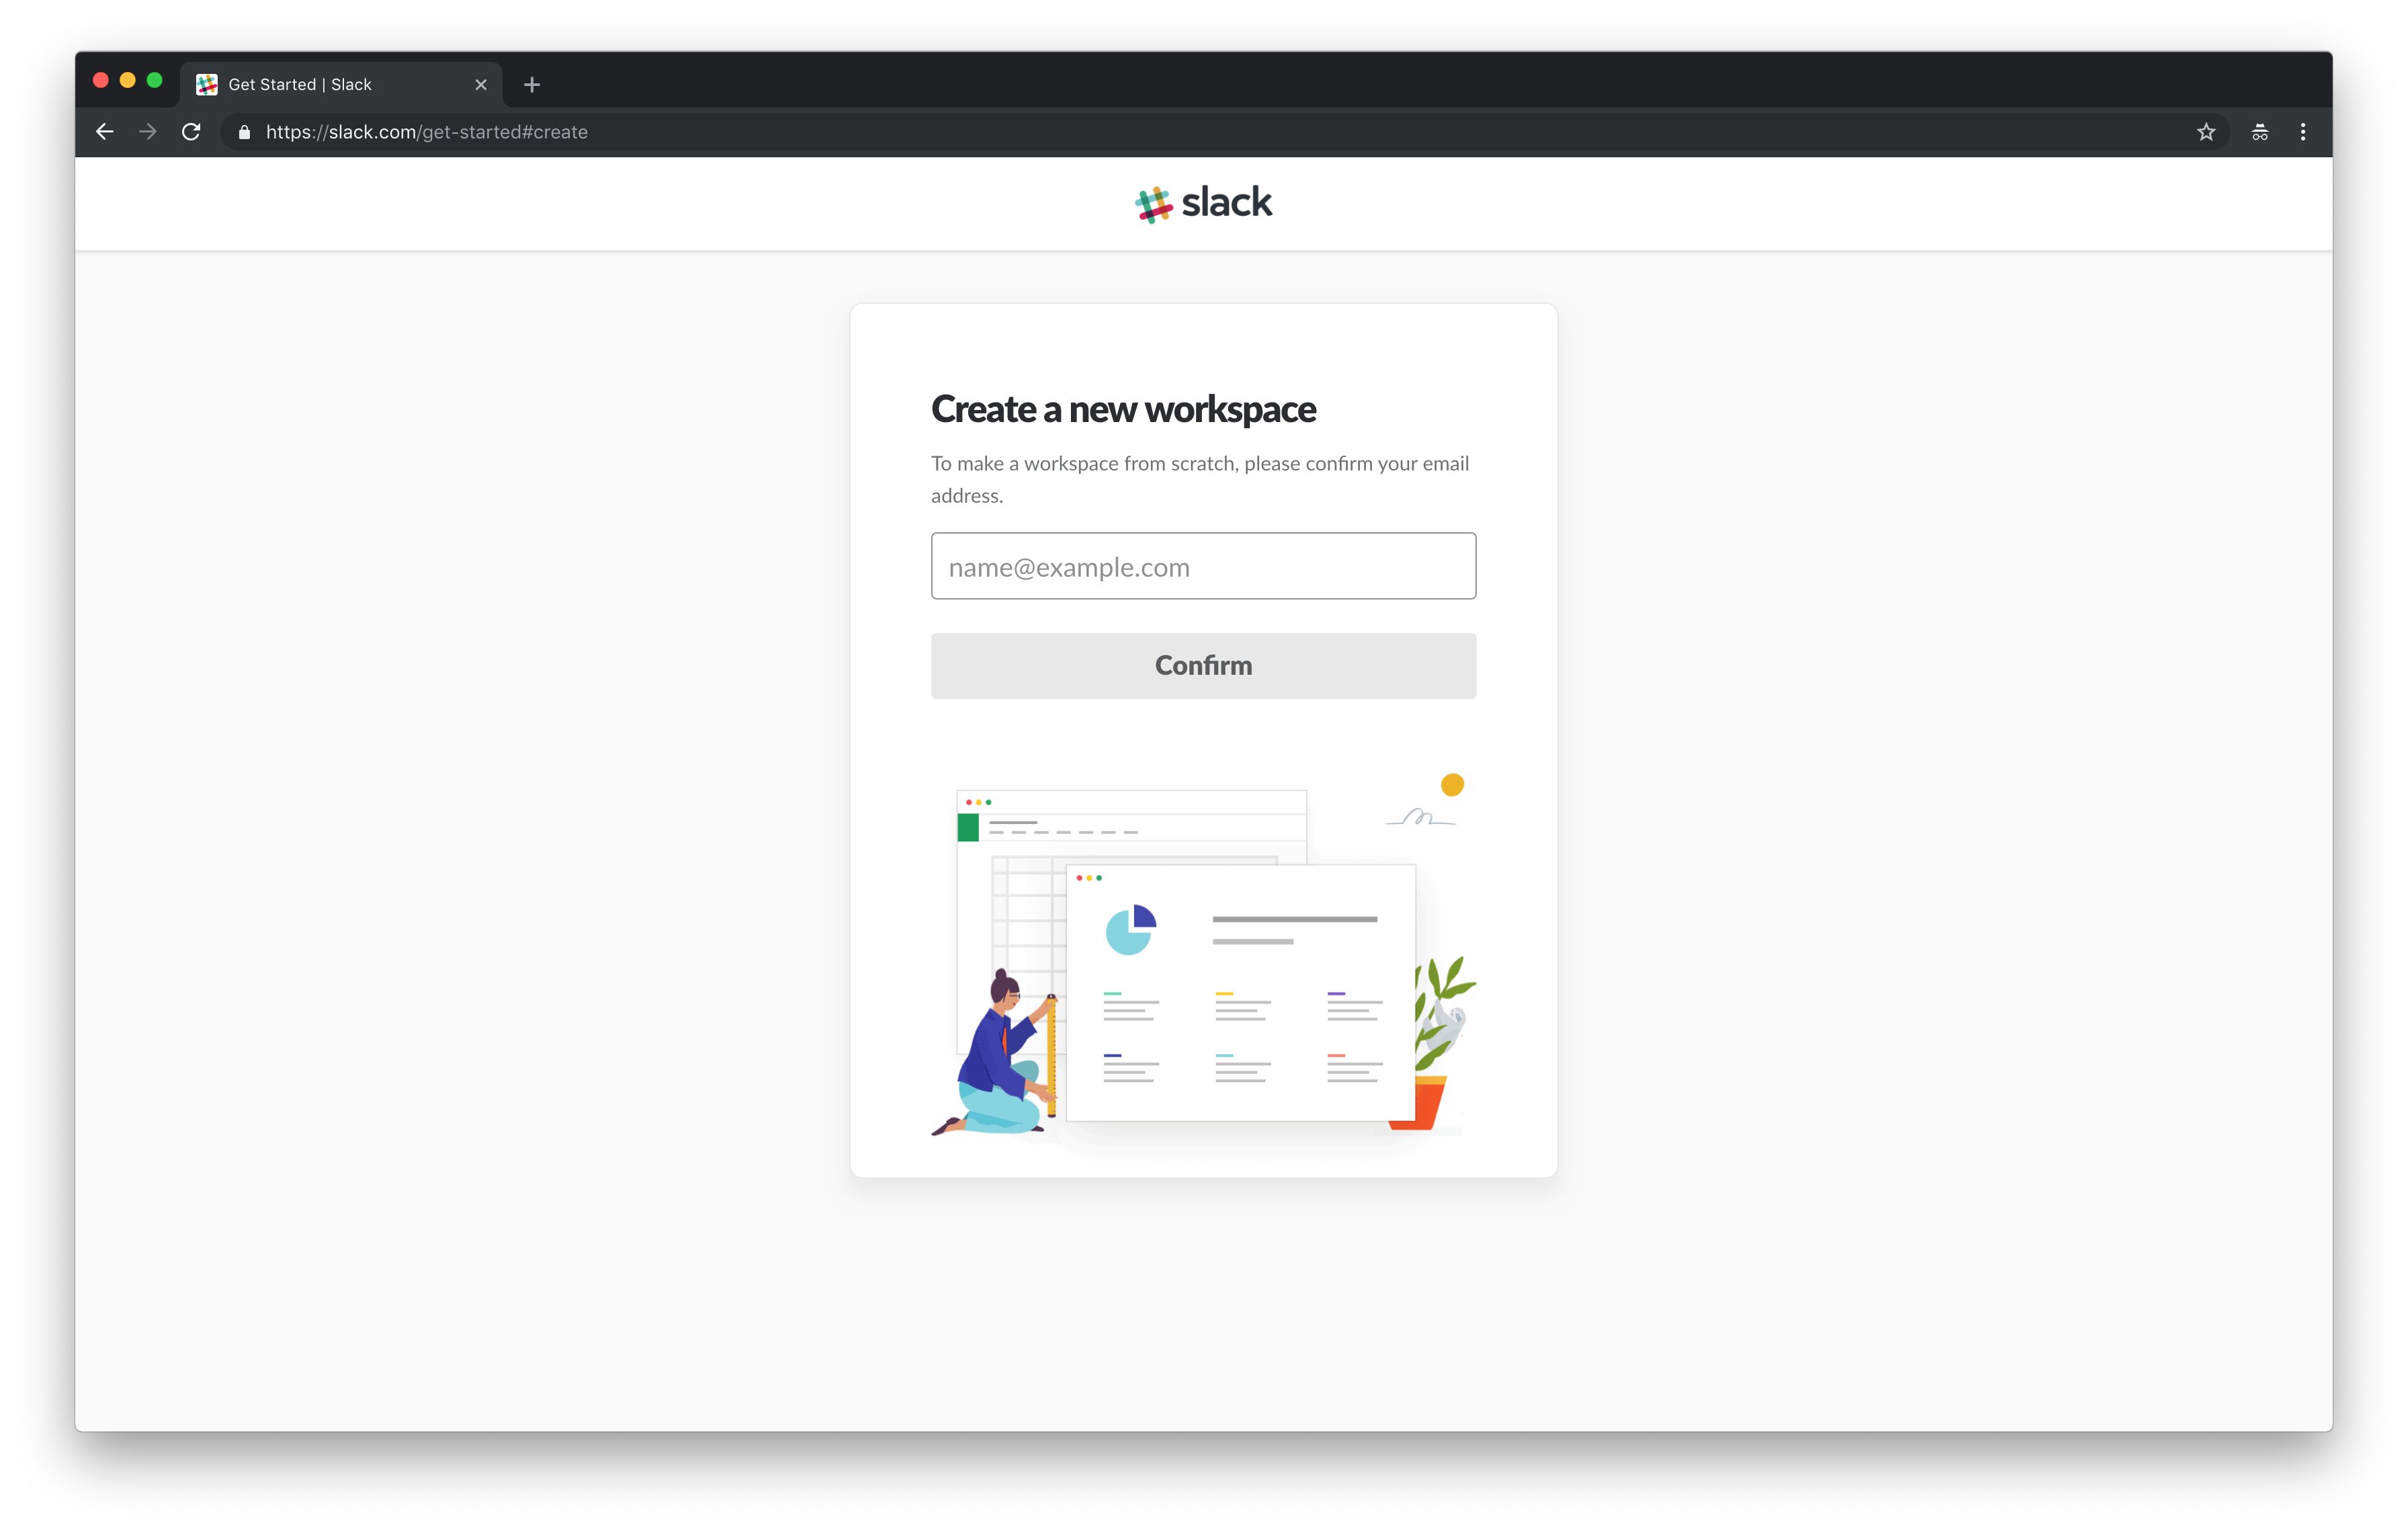 Get Started | Slack
https://slack.com/get-started#create
slack
Create a new workspace
To make a workspace from scratch, please confirm your email
address.
name@example.com
Confirm